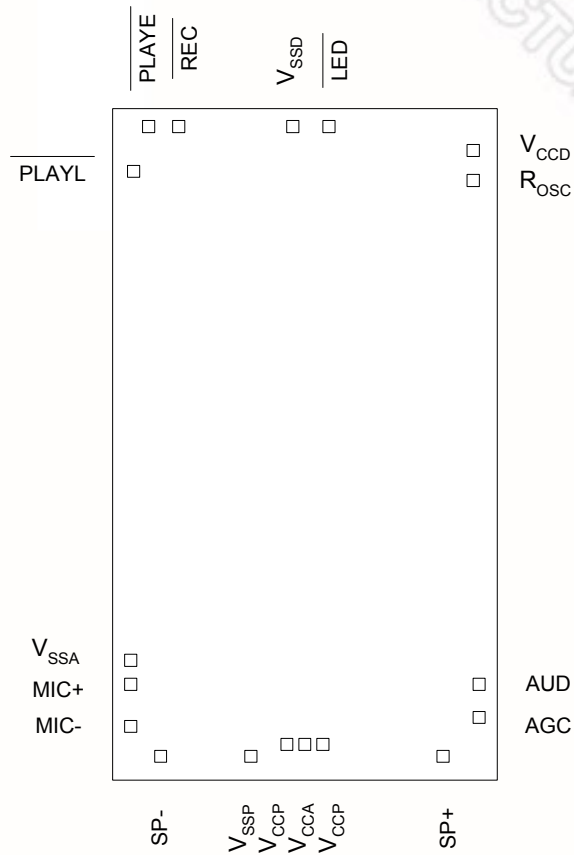 PLAYE
REC
VSSD
LED
PLAYL
VCCD
ROSC
VSSA
MIC+
MIC-
AUD
AGC
SP-
VSSP
VCCP
VCCA
VCCP
SP+